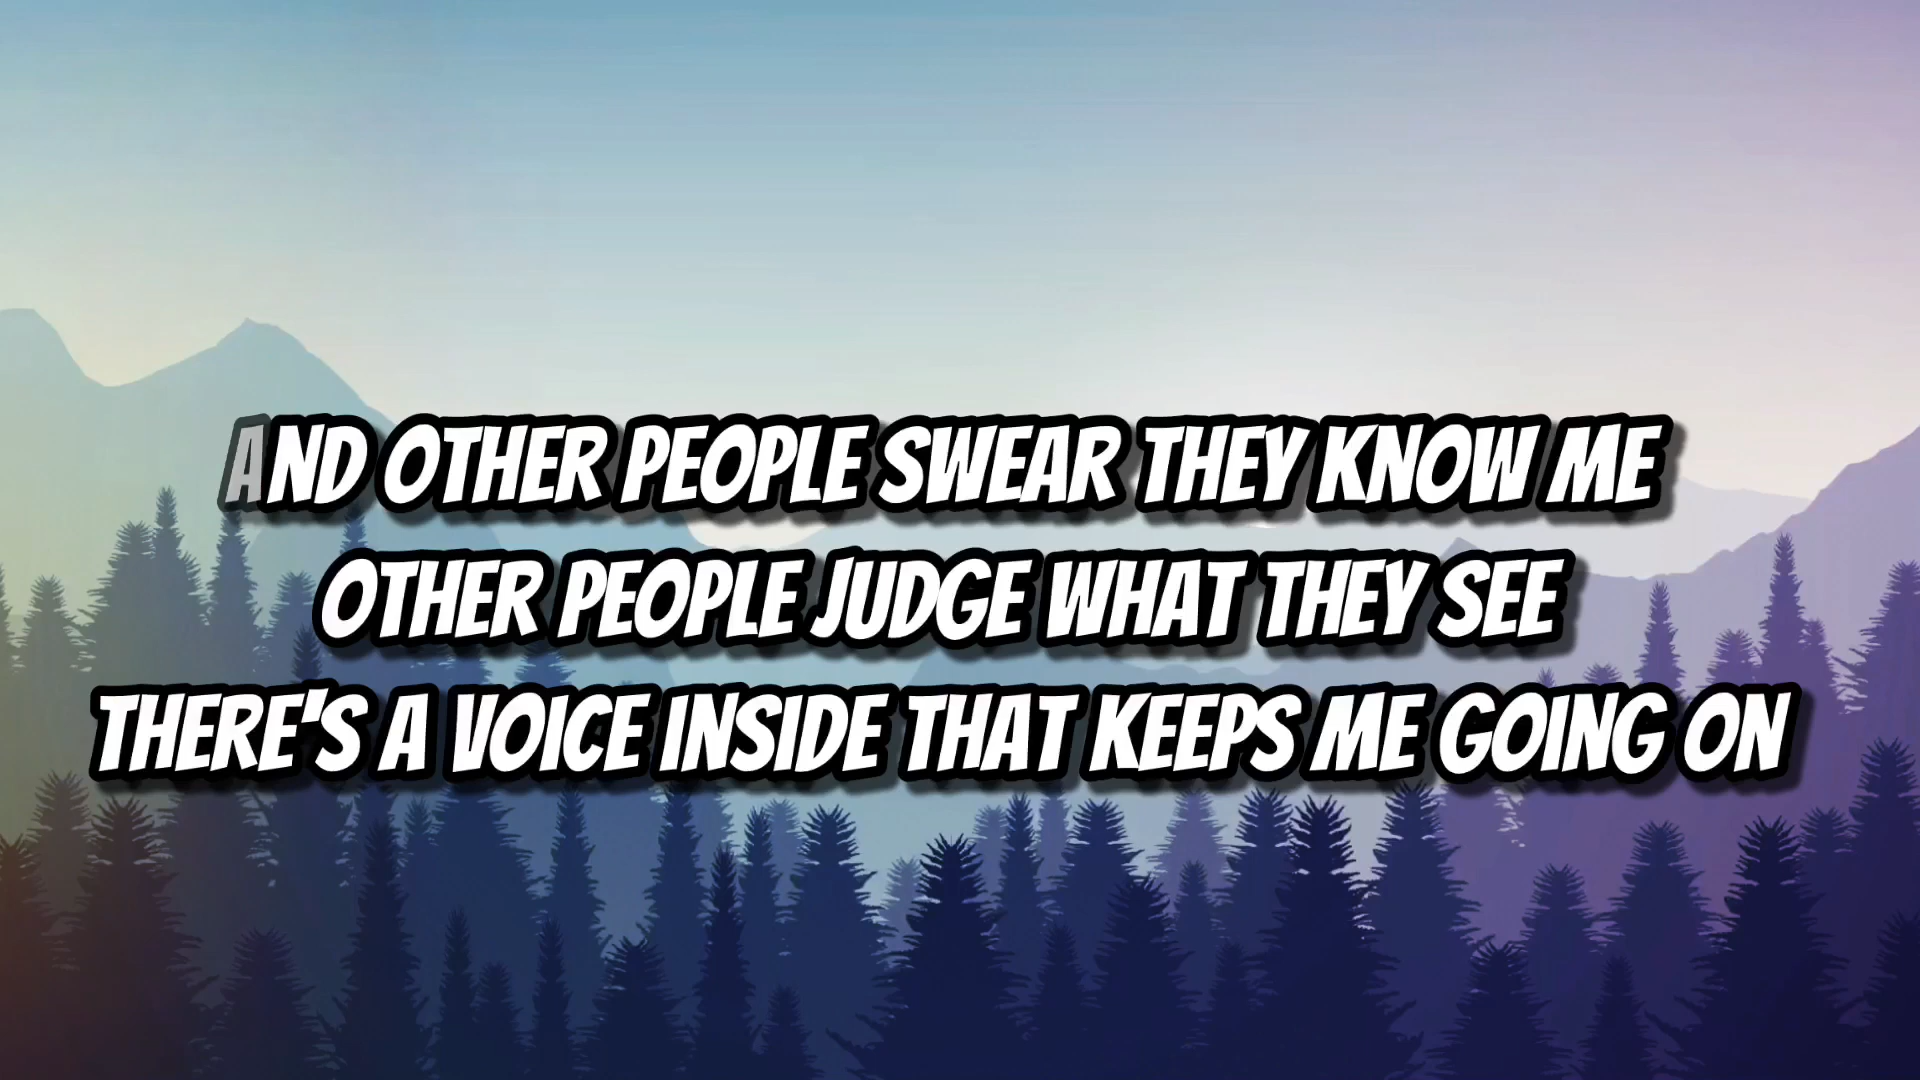 AND OTHER PEOPLE SWEAR THEY KNOW ME
OTHER PEOPLE JUDGE WHAT THEY SEE
THERE'S A VOICE INSIDE THAT KEEPS ME GOING ON